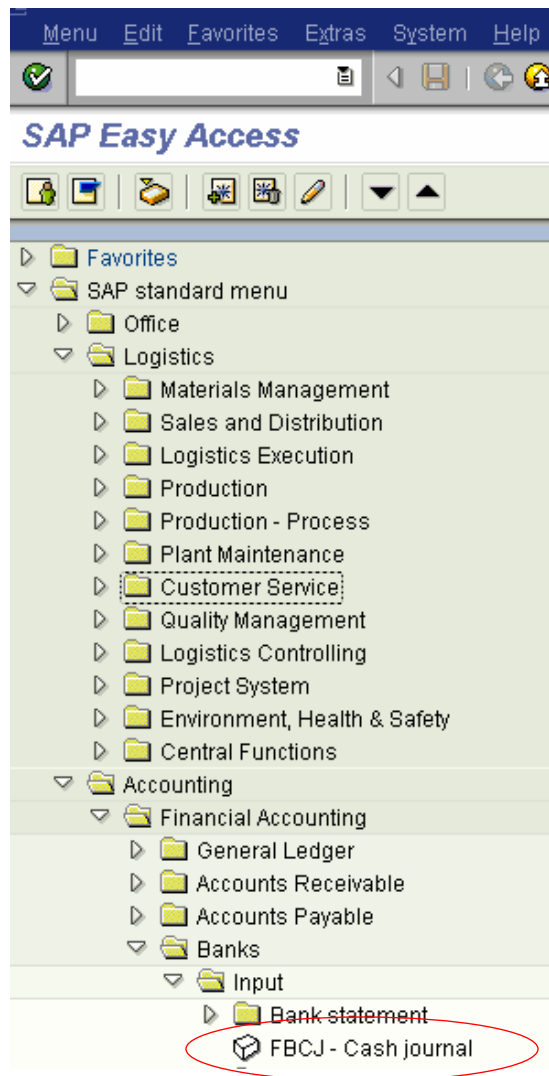 Menu Edit Favorites Extras System Help
SAP Easy Access
Favorites
SAP standard menu
Office
Logistics
Materials Management
Sales and Distribution
Logistics Execution
Production
Production - Process
Plant Maintenance
Customer Service
Quality Management
Logistics Controlling
Project System
Environment, Health & Safety
Central Functions
Accounting
Financial Accounting
General Ledger
Accounts Receivable
Accounts Payable
Banks
Input
Bank statement
FBCJ - Cash journal